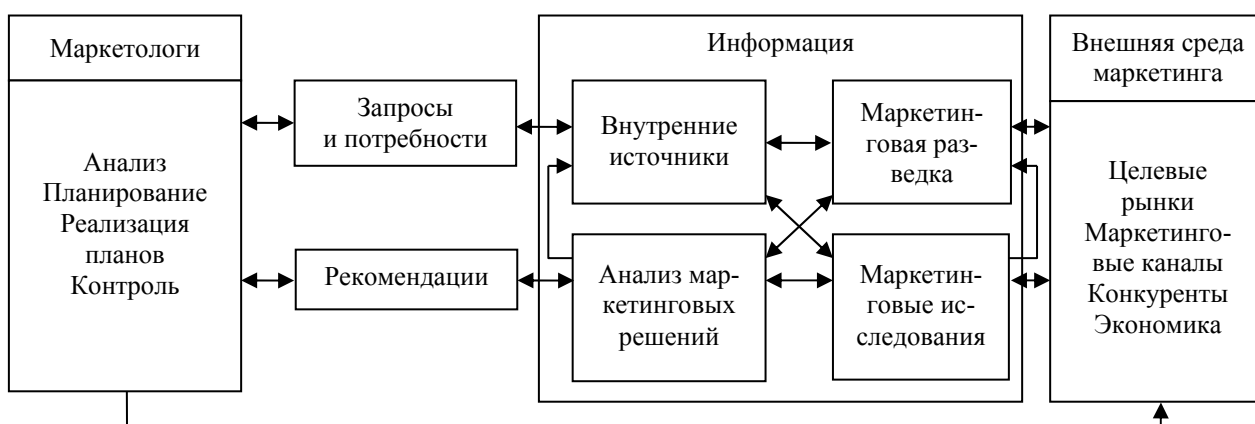 Маркетологи
Анализ
Планирование
Реализация
планов
Контроль
Запросы
и потребности
Рекомендации
Информация
Внутренние
источники
Маркетин-
говая раз-
ведка
Анализ мар-
кетинговых
решений
Маркетин-
говые ис-
следования
Внешняя среда
маркетинга
Целевые
рынки
Маркетинго-
вые каналы
Конкуренты
Экономика